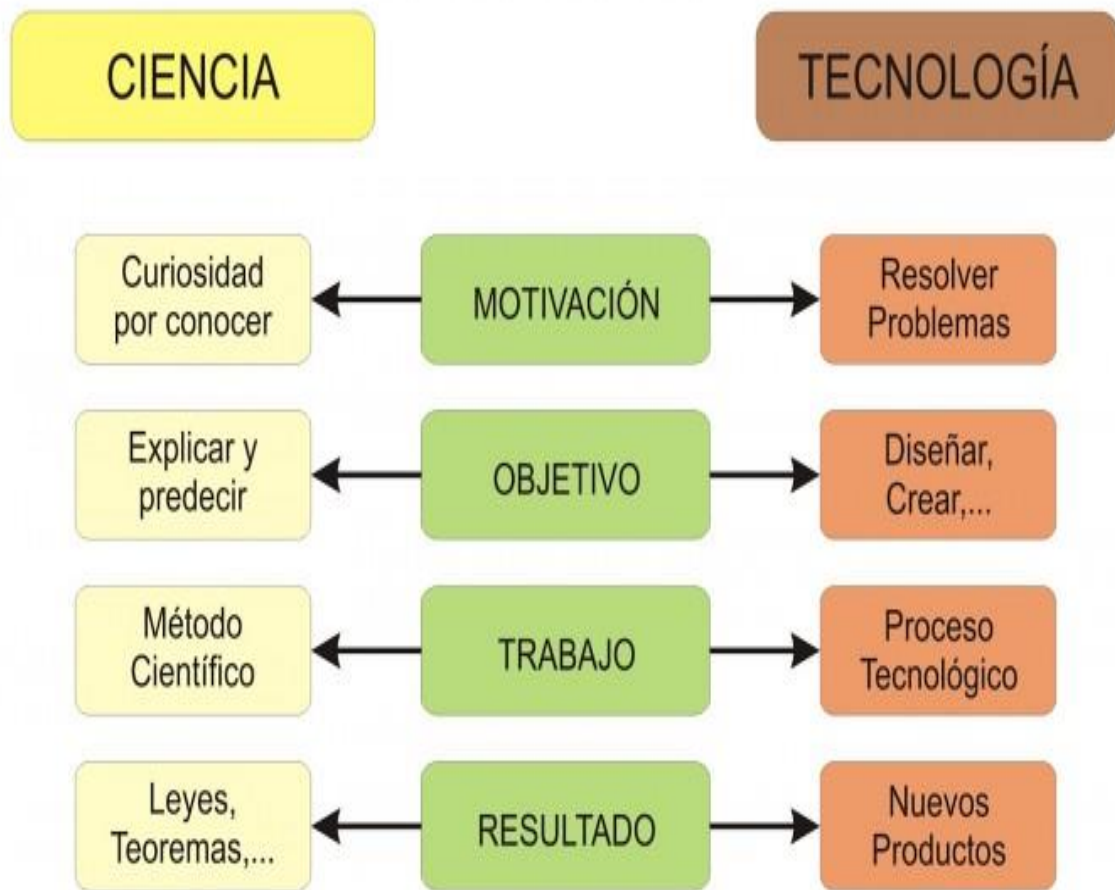 CIENCIA
TECNOLOGÍA
Curiosidad
por conocer
MOTIVACIÓN
Resolver
Problemas
Explicar y
predecir
OBJETIVO
Diseñar,
Crear,...
Método
Científico
TRABAJO
Proceso
Tecnológico
Leyes,
Teoremas,...
RESULTADO
Nuevos
Productos